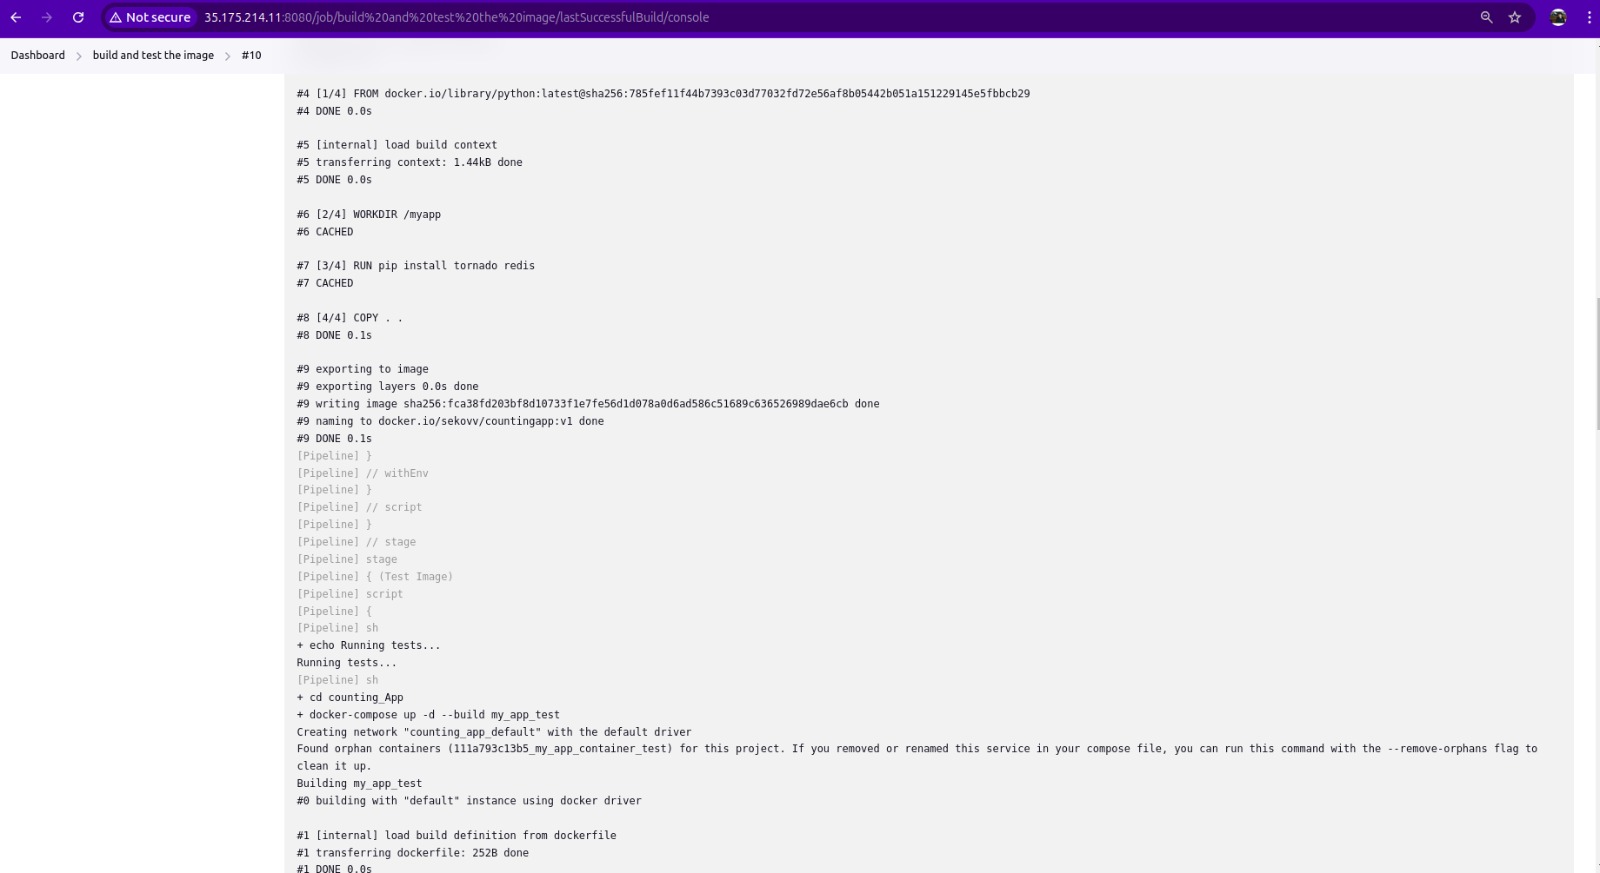 Not secure 35.175.214.11:8080/job/build%20and%20test%20the%20image/lastSuccessfulBuild/console
Dashboard > build and test the image > #10
#4 [1/4] FROM docker.io/library/python:latest@sha256:785fef11f44b7393c03d77032fd72e56af8b05442b051a151229145e5fbbcb29
#4 DONE 0.0s
#5 [internal] load build context
#5 transferring context: 1.44kB done
#5 DONE 0.0s
#6 [2/4] WORKDIR /myapp
#6 CACHED
#7 [3/4] RUN pip install tornado redis
#7 CACHED
#8 [4/4] COPY . .
#8 DONE 0.1s
#9 exporting to image
#9 exporting layers 0.0s done
#9 writing image sha256:fca38fd203bf8d10733f1e7fe56d1d078a0d6ad586c51689c636526989dae6cb done
#9 naming to docker.io/sekovv/countingapp:v1 done
#9 DONE 0.1s
[Pipeline] }
[Pipeline] // withEnv
[Pipeline] }
[Pipeline] // script
[Pipeline] }
[Pipeline] // stage
[Pipeline] stage
[Pipeline] { (Test Image)
[Pipeline] script
[Pipeline] {
[Pipeline] sh
+ echo Running tests...
Running tests...
[Pipeline] sh
+ cd counting_App
+ docker-compose up -d --build my_app_test
Creating network "counting_app_default" with the default driver
Found orphan containers (111a793c13b5_my_app_container_test) for this project. If you removed or renamed this service in your compose file, you can run this command with the --remove-orphans flag to
clean it up.
Building my_app_test
#0 building with "default" instance using docker driver
#1 [internal] load build definition from dockerfile
#1 transferring dockerfile: 252B done
#1 DONE 0.0s